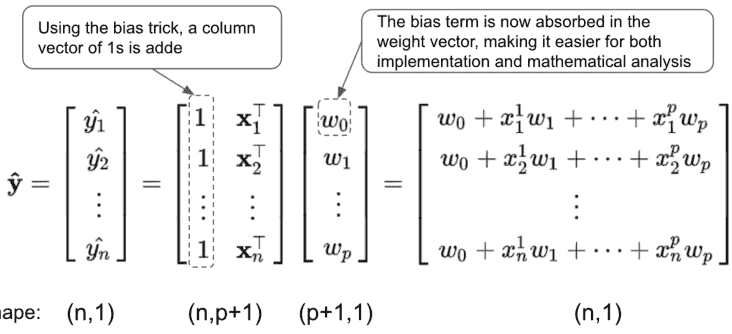 Using the bias trick, a column
vector of 1s is adde
The bias term is now absorbed in the
weight vector, making it easier for both
implementation and mathematical analysis
ŷ = [ŷ₁ ŷ₂ ⋮ ŷₙ] = [1 x₁ᵀ 1 x₂ᵀ ⋮ ⋮ 1 xₙᵀ] [w₀ w₁ ⋮ wₚ] = [w₀ + x₁¹w₁ + ⋯ + x₁ᵖwₚ w₀ + x₂¹w₁ + ⋯ + x₂ᵖwₚ ⋮ w₀ + xₙ¹w₁ + ⋯ + xₙᵖwₚ]
hape: (n,1) (n,p+1) (p+1,1) (n,1)